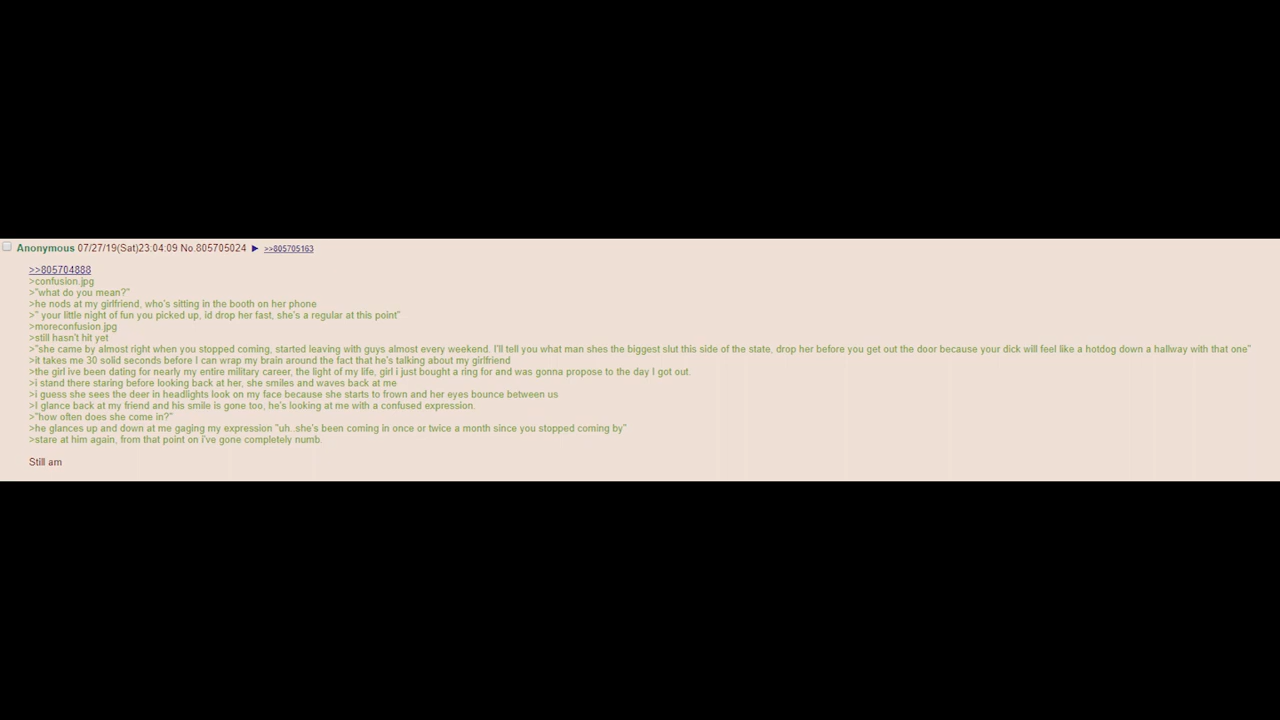 Anonymous 07/27/19(Sat)23:04:09 No.805705024 ▶ >>805705163
>>805704888
>confusion.jpg
>"what do you mean?"
>he nods at my girlfriend, who's sitting in the booth on her phone
>" your little night of fun you picked up, id drop her fast, she's a regular at this point"
>moreconfusion.jpg
>still hasn't hit yet
>"she came by almost right when you stopped coming, started leaving with guys almost every weekend. I'll tell you what man shes the biggest slut this side of the state, drop her before you get out the door because your dick will feel like a hotdog down a hallway with that one"
>it takes me 30 solid seconds before I can wrap my brain around the fact that he's talking about my girlfriend
>the girl ive been dating for nearly my entire military career, the light of my life, girl i just bought a ring for and was gonna propose to the day I got out.
>i stand there staring before looking back at her, she smiles and waves back at me
>i guess she sees the deer in headlights look on my face because she starts to frown and her eyes bounce between us
>I glance back at my friend and his smile is gone too, he's looking at me with a confused expression.
>"how often does she come in?"
>he glances up and down at me gaging my expression "uh..she's been coming in once or twice a month since you stopped coming by"
>stare at him again, from that point on i've gone completely numb.
Still am